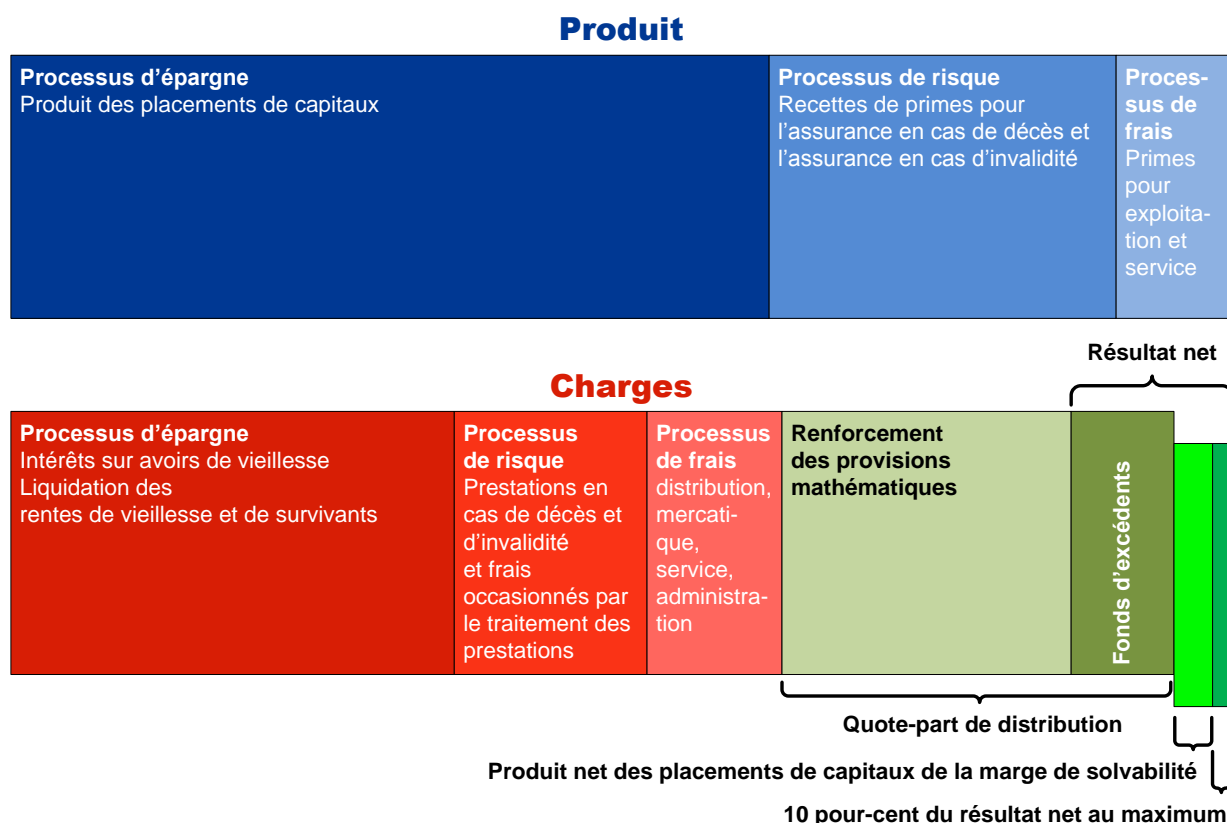 Produit
Processus d'épargne
Produit des placements de capitaux
Processus de risque
Recettes de primes pour
l'assurance en cas de décès et
l'assurance en cas d'invalidité
Proces-
sus de
frais
Primes
pour
exploita-
tion et
service
Résultat net
Charges
Processus d'épargne
Intérêts sur avoirs de vieillesse
Liquidation des
rentes de vieillesse et de survivants
Processus
de risque
Prestations en
cas de décès et
d'invalidité
et frais
occasionnés par
le traitement des
prestations
Processus
de frais
distribution,
mercati-
que,
service,
administra-
tion
Renforcement
des provisions
mathématiques
Fonds d'excédents
Quote-part de distribution
Produit net des placements de capitaux de la marge de solvabilité
10 pour-cent du résultat net au maximum